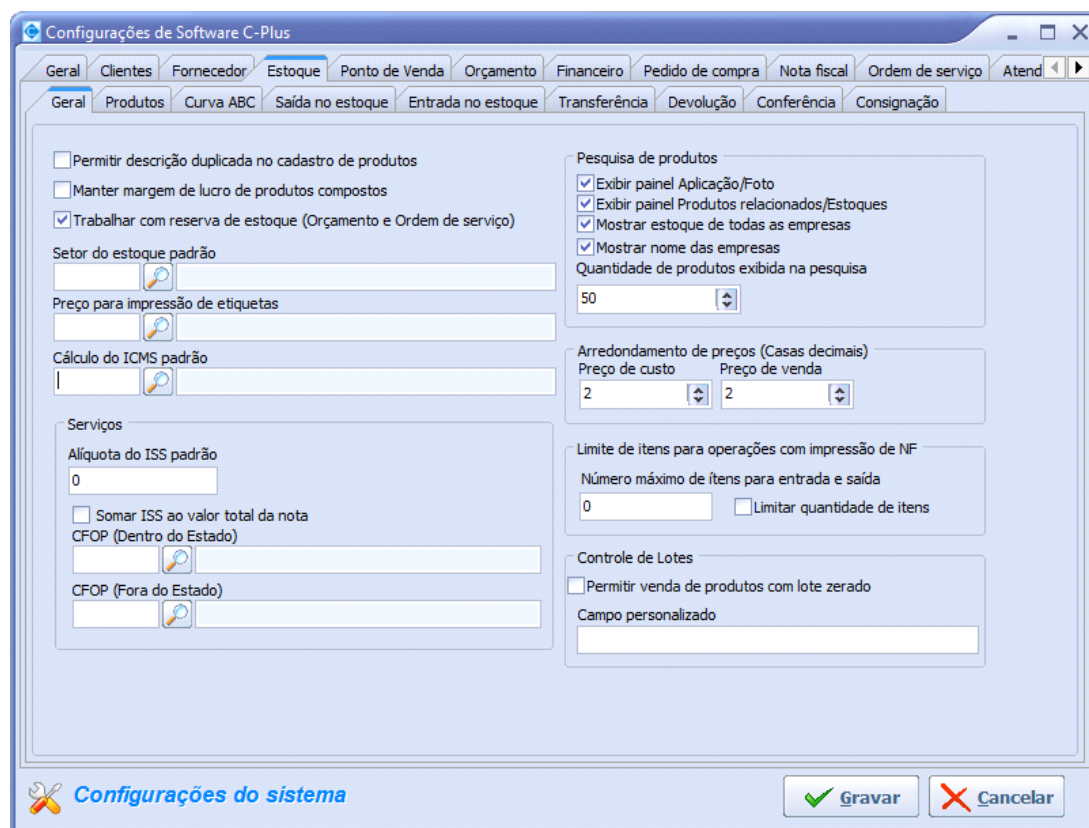 Configurações de Software C-Plus
Geral Clientes Fornecedor Estoque Ponto de Venda Orçamento Financeiro Pedido de compra Nota fiscal Ordem de serviço Atend
Geral Produtos Curva ABC Saída no estoque Entrada no estoque Transferência Devolução Conferência Consignação
Permitir descrição duplicada no cadastro de produtos
Manter margem de lucro de produtos compostos
Trabalhar com reserva de estoque (Orçamento e Ordem de serviço)
Setor do estoque padrão
Preço para impressão de etiquetas
Cálculo do ICMS padrão
Serviços
Alíquota do ISS padrão
0
Somar ISS ao valor total da nota
CFOP (Dentro do Estado)
CFOP (Fora do Estado)
Pesquisa de produtos
Exibir painel Aplicação/Foto
Exibir painel Produtos relacionados/Estoques
Mostrar estoque de todas as empresas
Mostrar nome das empresas
Quantidade de produtos exibida na pesquisa
50
Arredondamento de preços (Casas decimais)
Preço de custo Preço de venda
2 2
Limite de itens para operações com impressão de NF
Número máximo de ítens para entrada e saída
0 Limitar quantidade de itens
Controle de Lotes
Permitir venda de produtos com lote zerado
Campo personalizado
Configurações do sistema
Gravar Cancelar